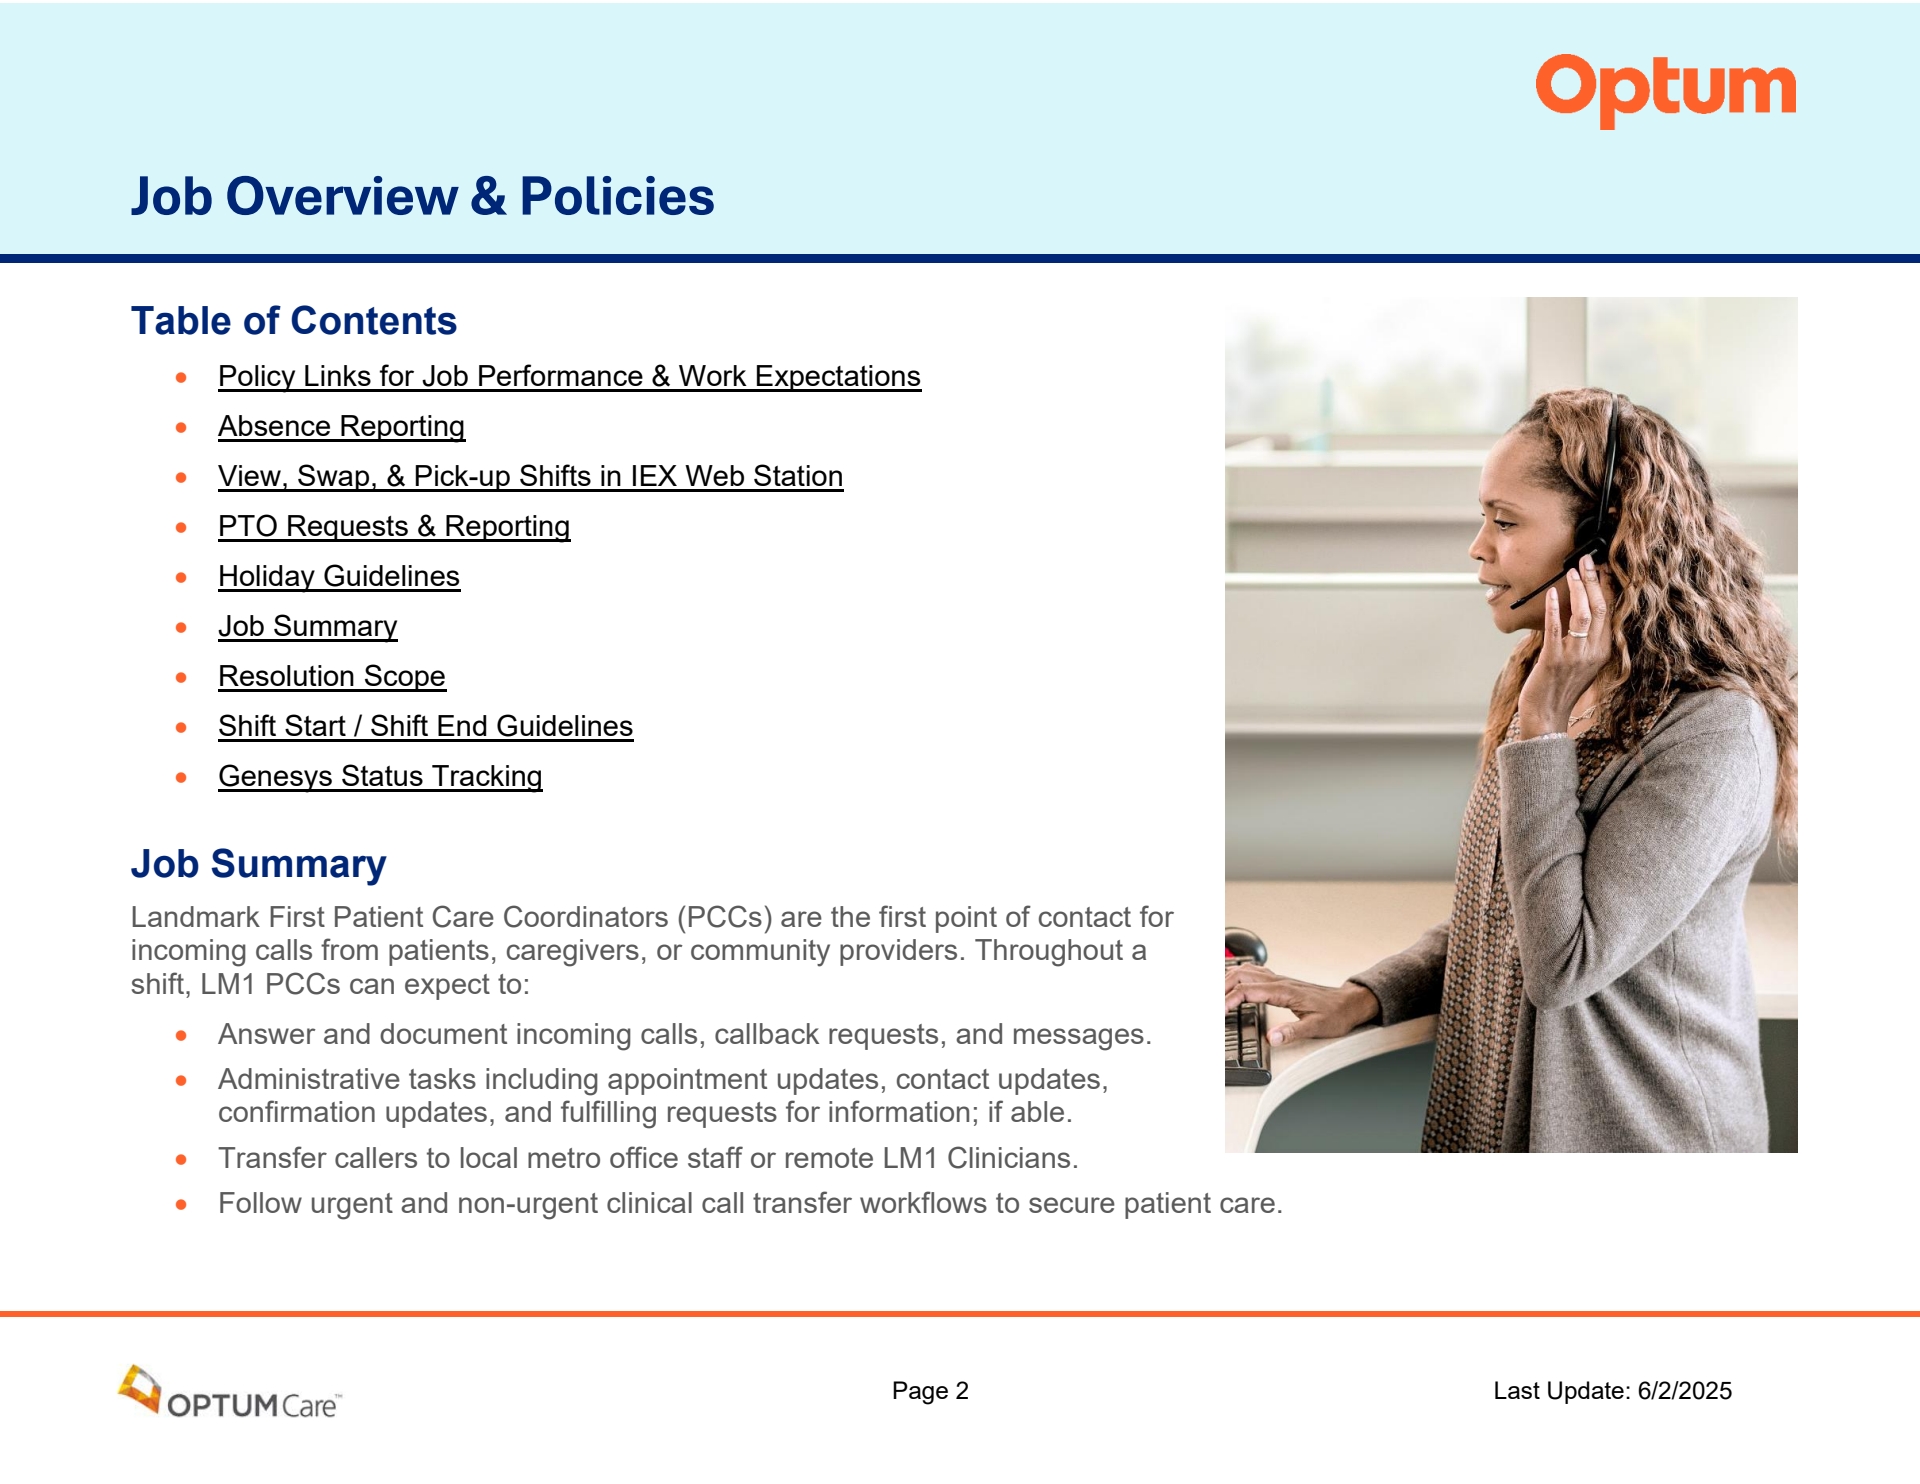 Optum
Job Overview & Policies
Table of Contents
• Policy Links for Job Performance & Work Expectations
• Absence Reporting
• View, Swap, & Pick-up Shifts in IEX Web Station
• PTO Requests & Reporting
• Holiday Guidelines
• Job Summary
• Resolution Scope
• Shift Start / Shift End Guidelines
• Genesys Status Tracking
Job Summary
Landmark First Patient Care Coordinators (PCCs) are the first point of contact for
incoming calls from patients, caregivers, or community providers. Throughout a
shift, LM1 PCCs can expect to:
• Answer and document incoming calls, callback requests, and messages.
• Administrative tasks including appointment updates, contact updates,
confirmation updates, and fulfilling requests for information; if able.
• Transfer callers to local metro office staff or remote LM1 Clinicians.
• Follow urgent and non-urgent clinical call transfer workflows to secure patient care.
OPTUM Care™
Page 2
Last Update: 6/2/2025